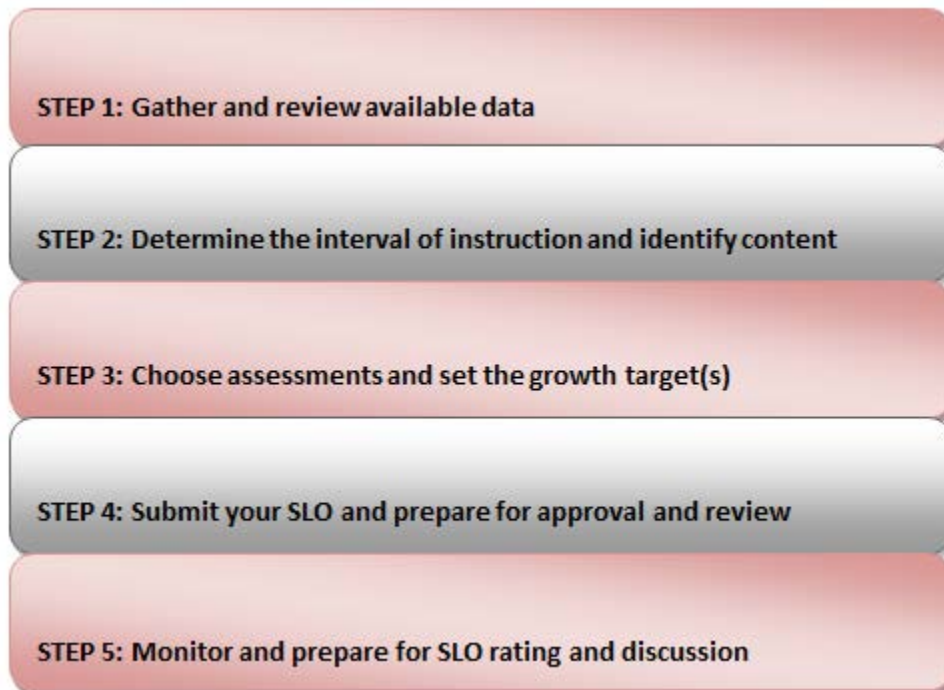 STEP 1: Gather and review available data
STEP 2: Determine the interval of instruction and identify content
STEP 3: Choose assessments and set the growth target(s)
STEP 4: Submit your SLO and prepare for approval and review
STEP 5: Monitor and prepare for SLO rating and discussion